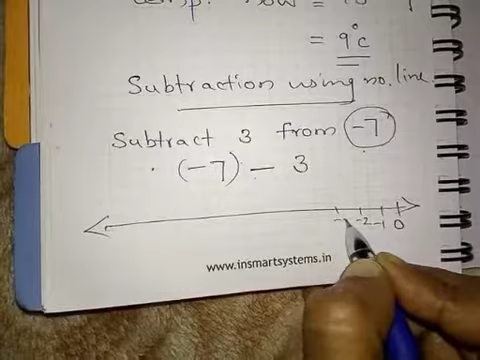 = 9°c
Subtraction using no. line
Subtract 3 from -7
(-7) - 3
-2 -1 0
www.insmartsystems.in